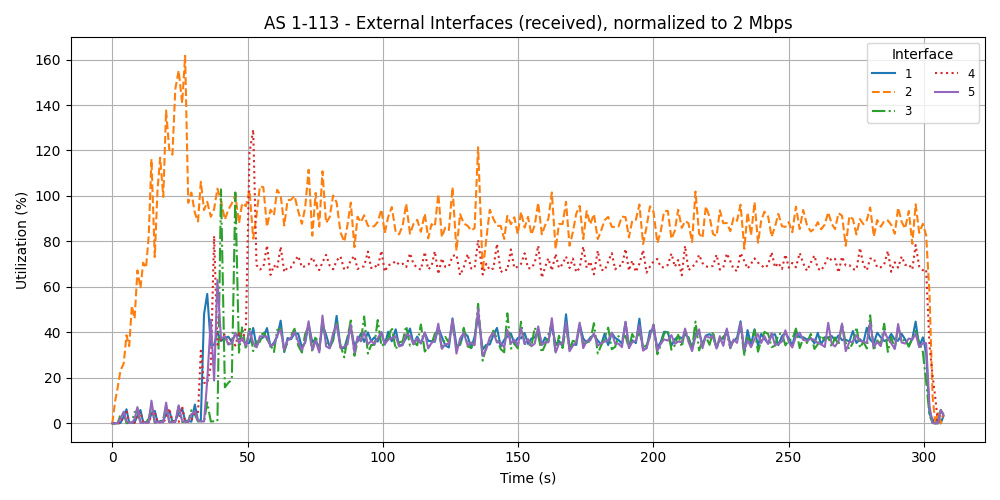 AS 1-113 - External Interfaces (received), normalized to 2 Mbps
Utilization (%)
160
140
120
100
80
60
40
20
0
0 50 100 150 200 250 300
Time (s)
Interface
1 4
2 5
3